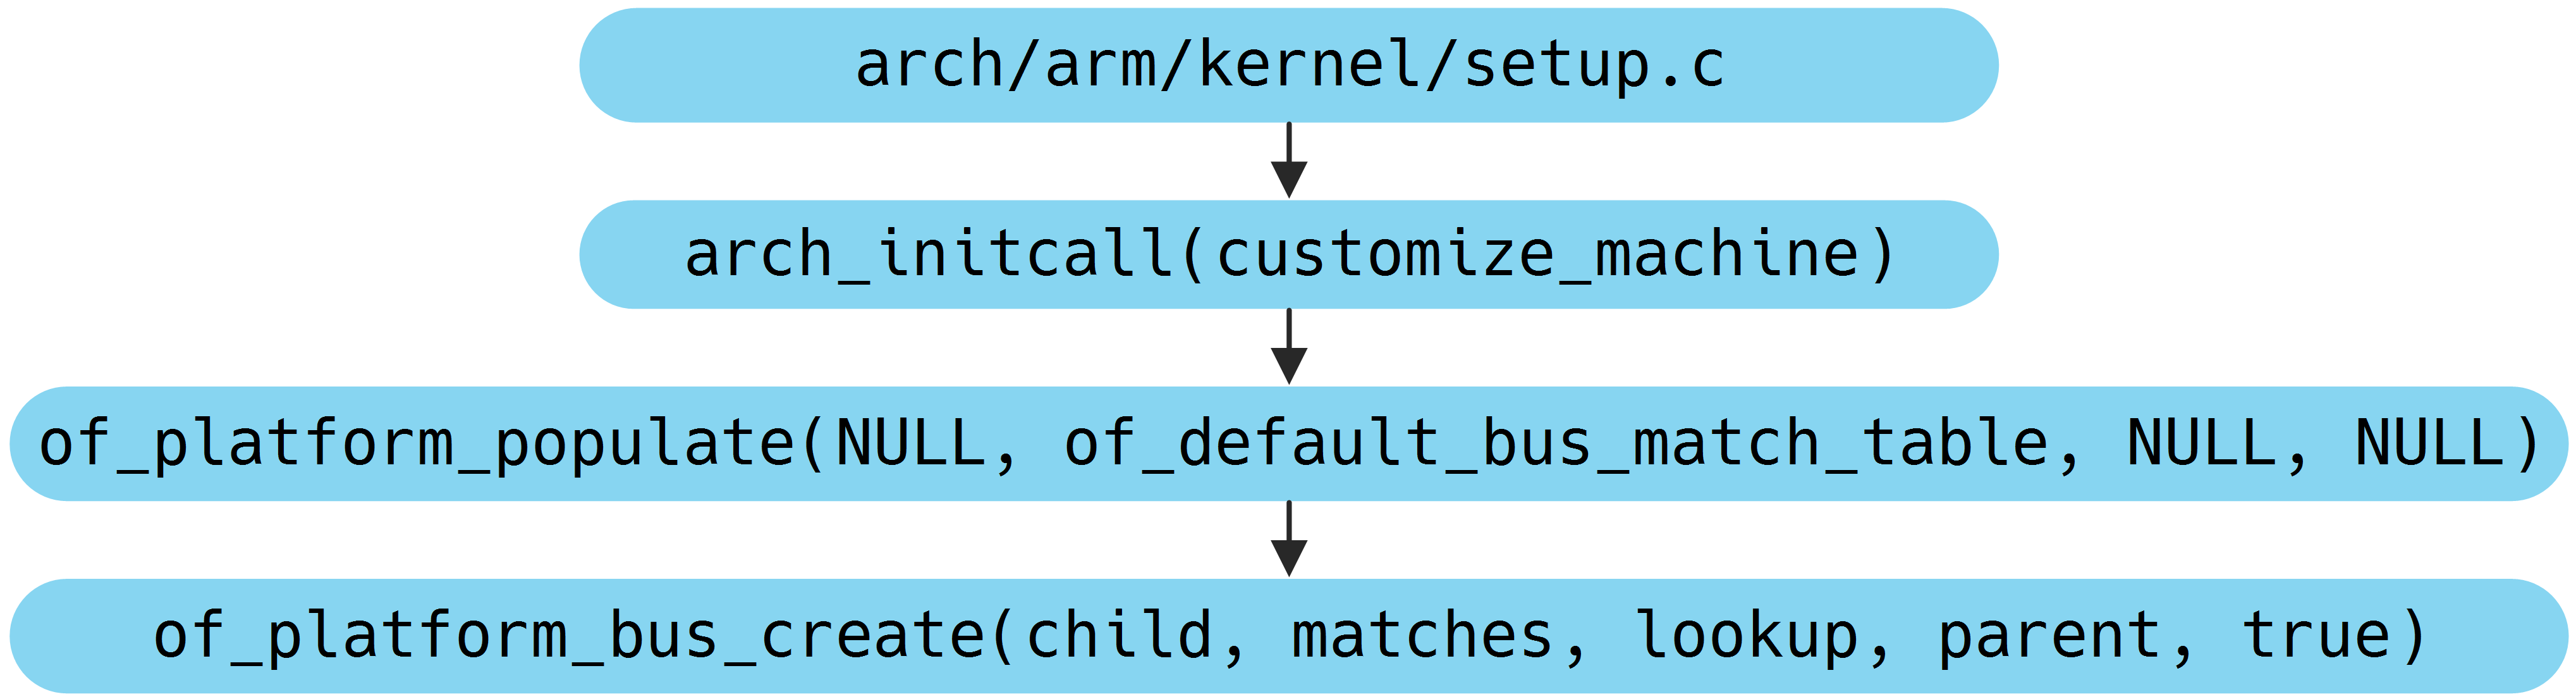 arch/arm/kernel/setup.c
arch_initcall(customize_machine)
of_platform_populate(NULL, of_default_bus_match_table, NULL, NULL)
of_platform_bus_create(child, matches, lookup, parent, true)